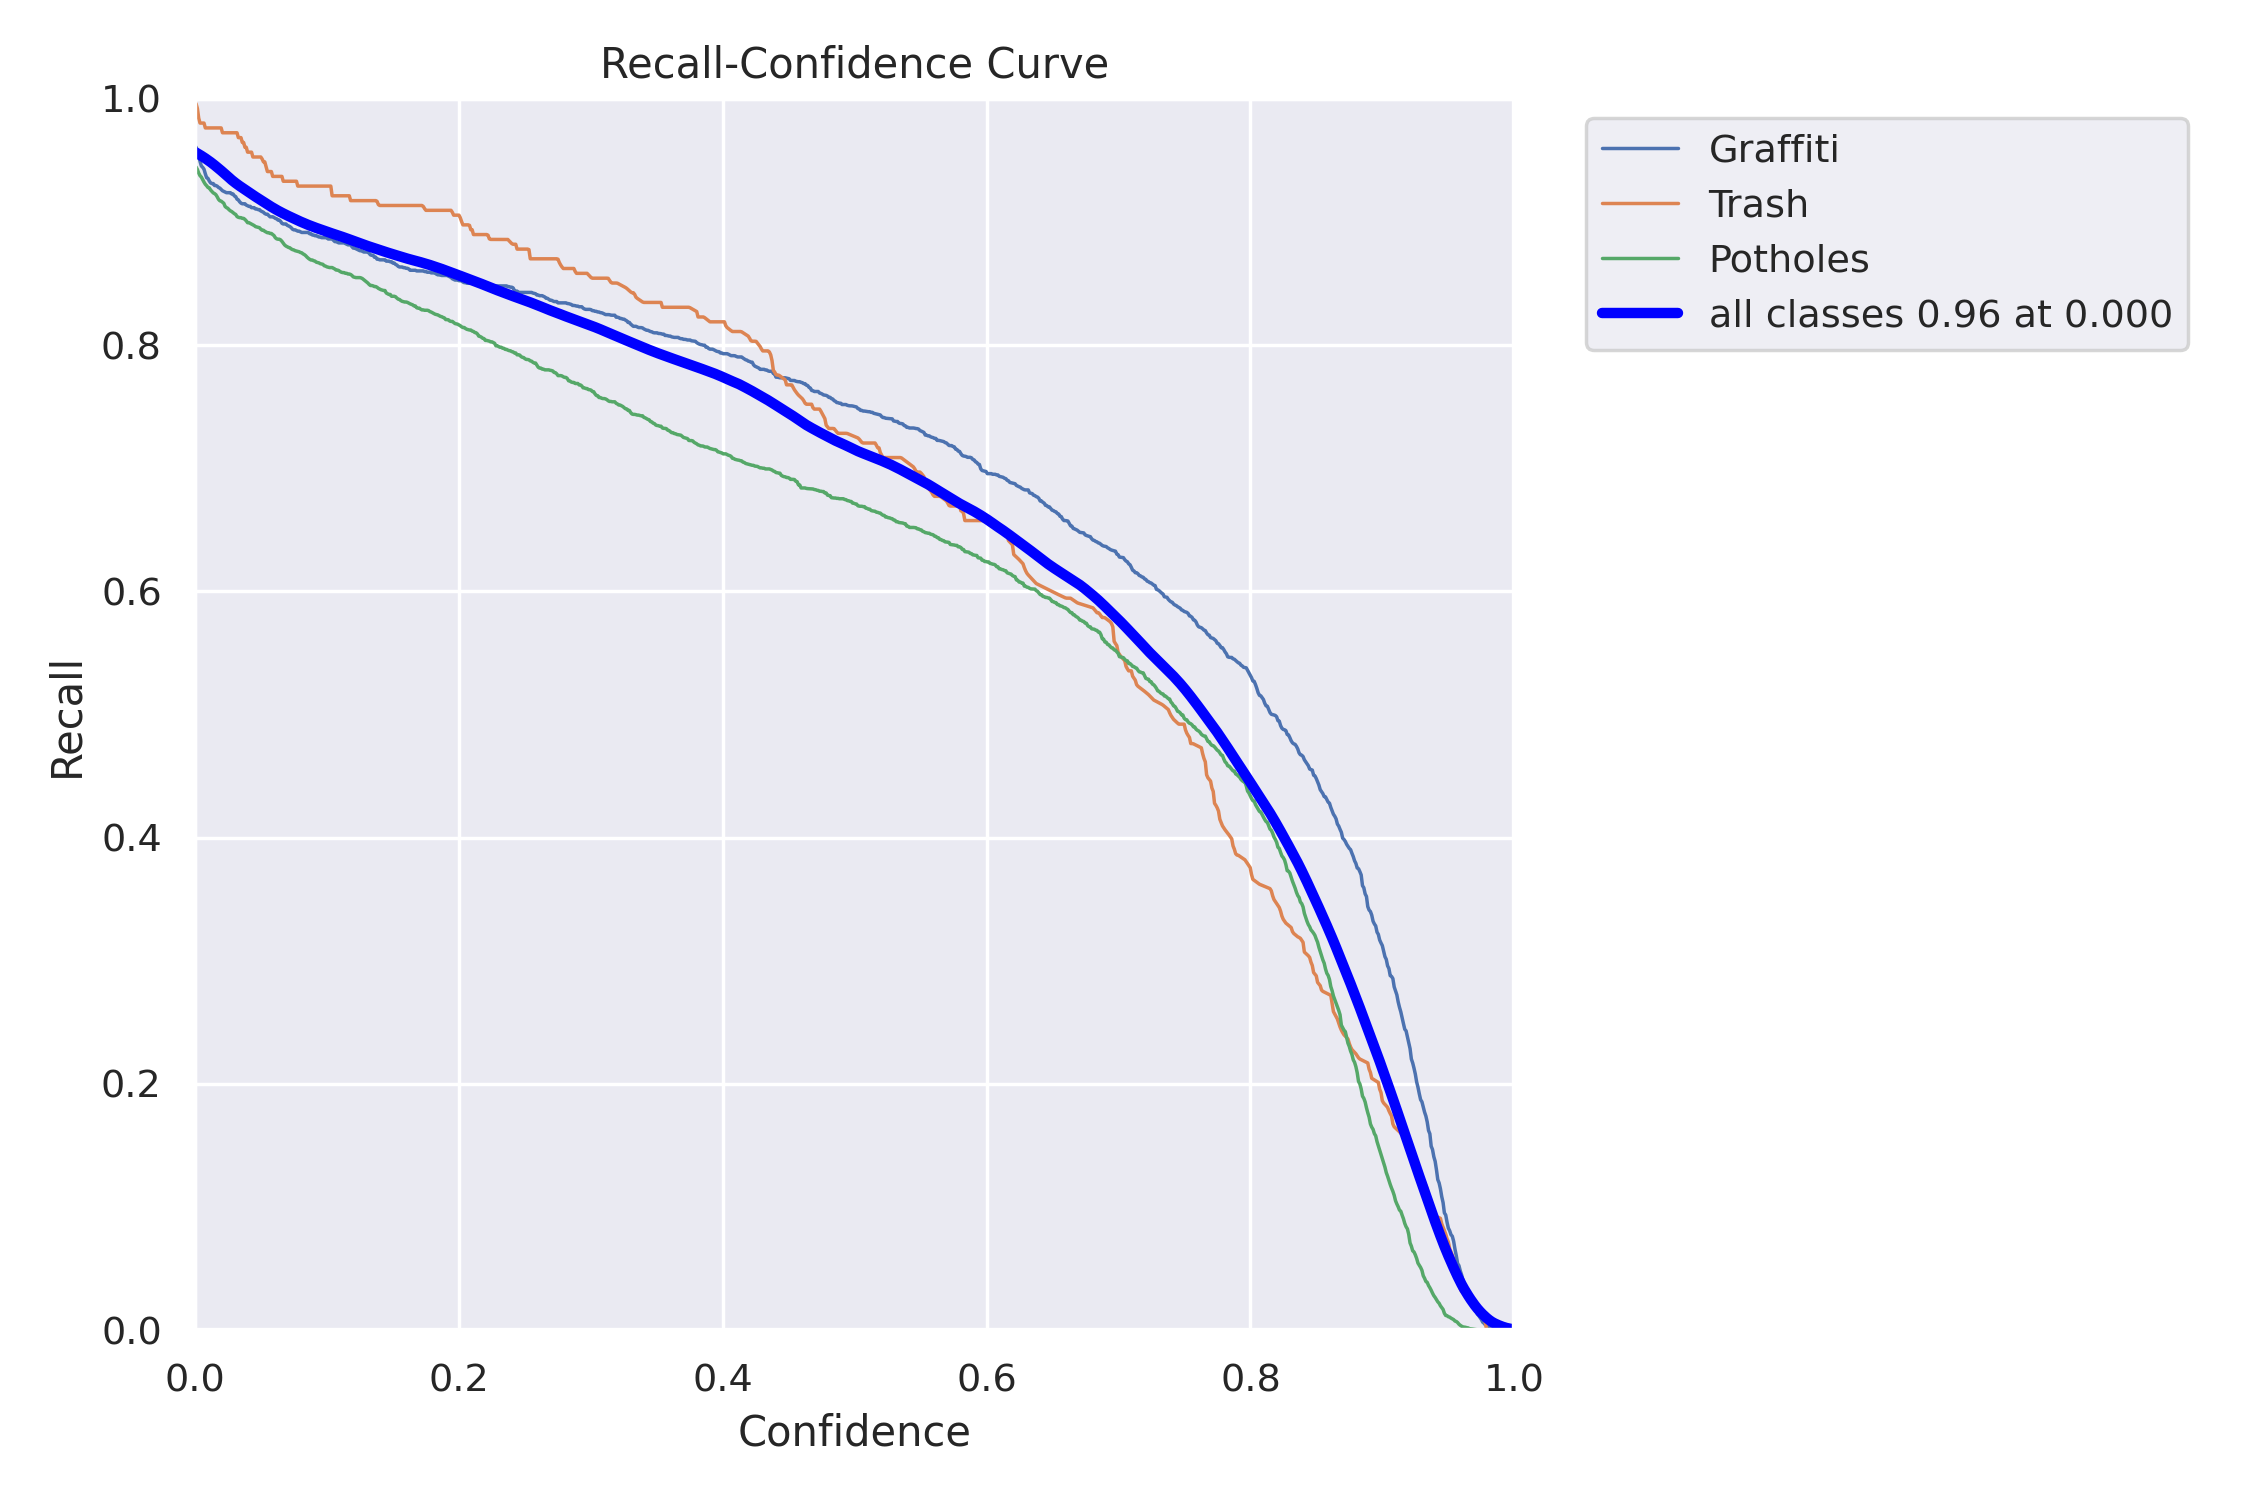 Recall-Confidence Curve
1.0
0.8
0.6
0.4
0.2
0.0
Recall
0.0 0.2 0.4 0.6 0.8 1.0
Confidence
Graffiti
Trash
Potholes
all classes 0.96 at 0.000